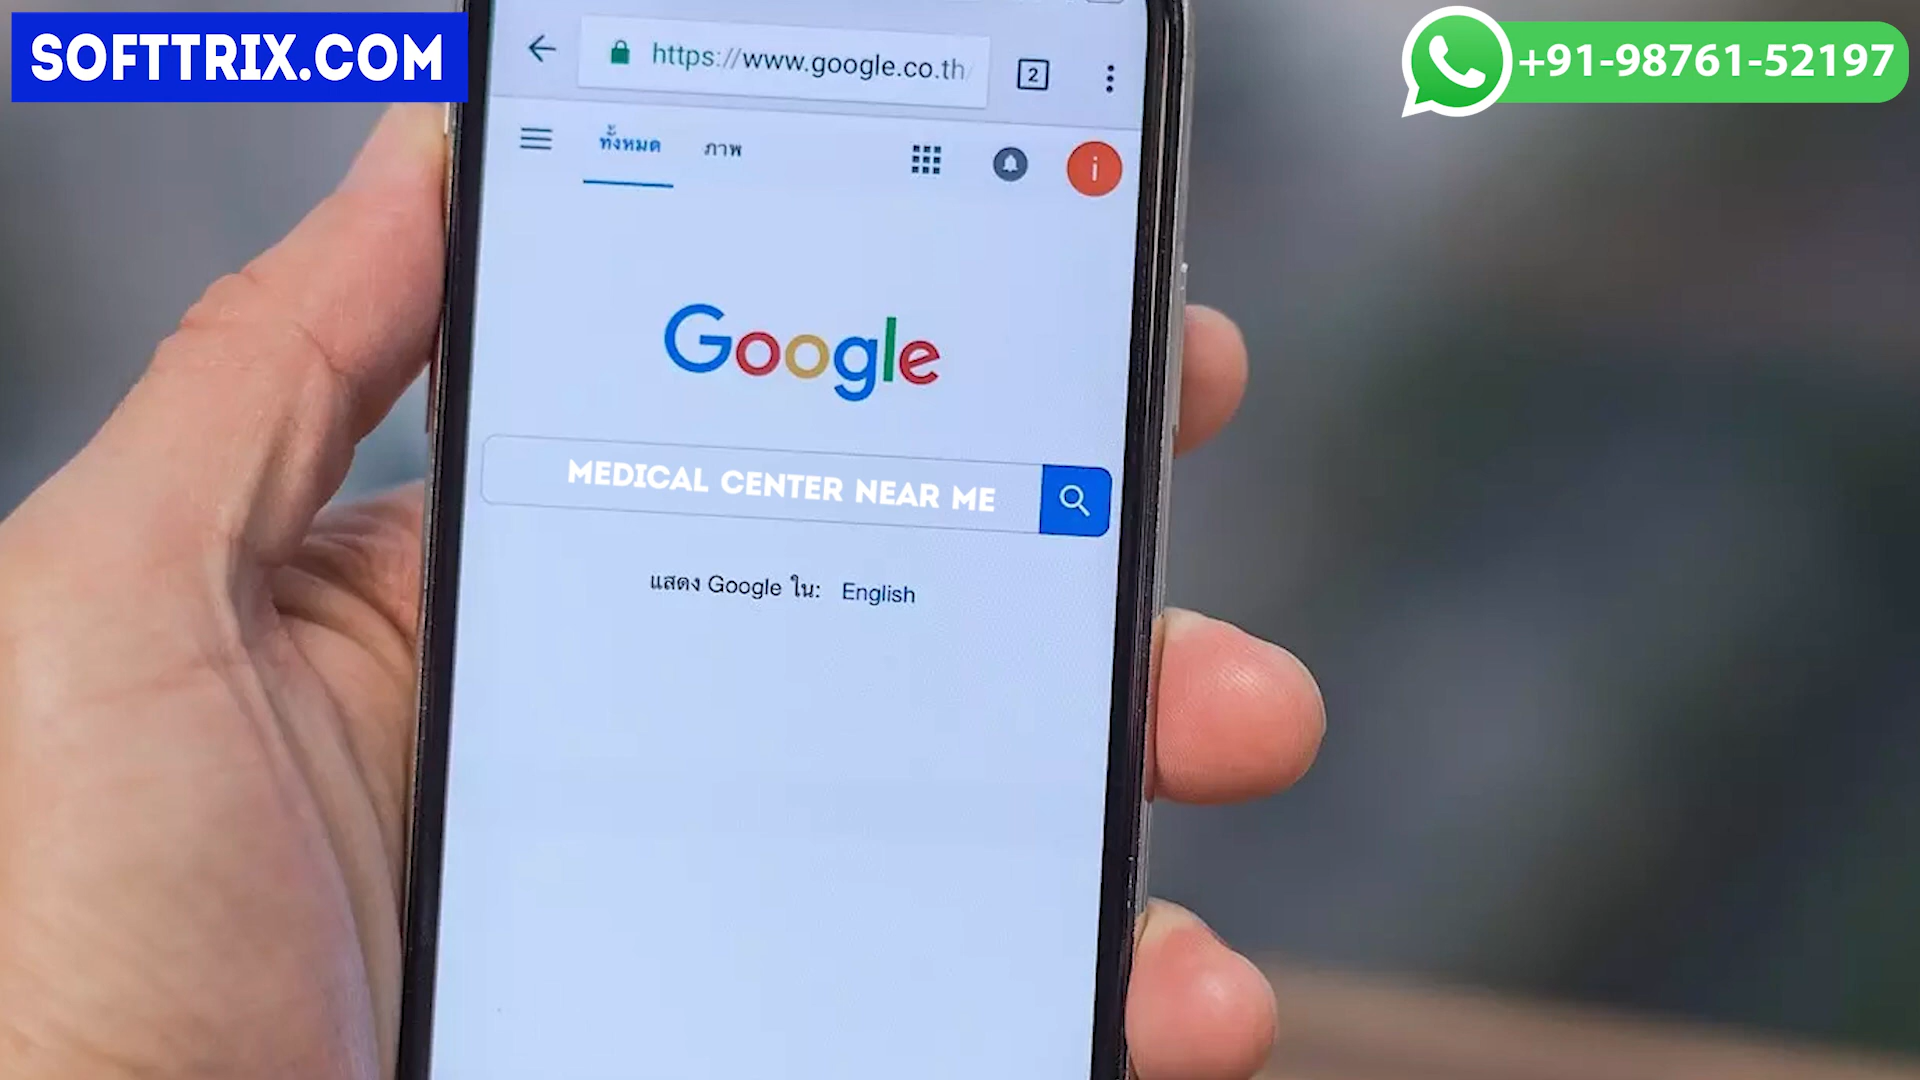 SOFTTRIX.COM
+91-98761-52197
https://www.google.co.th/
2
ทั้งหมด ภาพ
i
Google
MEDICAL CENTER NEAR ME
แสดง Google ใน: English